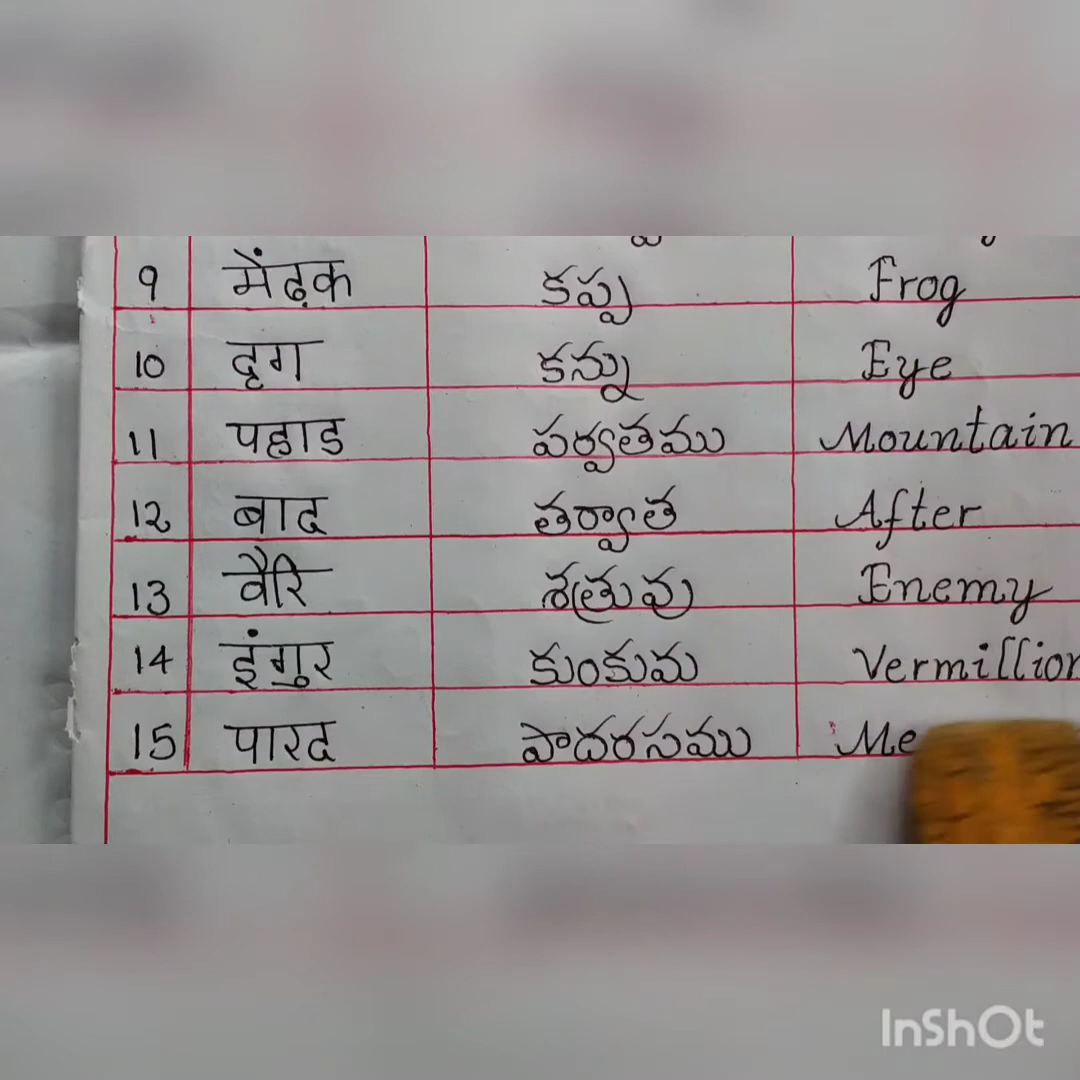 9 मेंढ़क కప్ప Frog
10 दृग కన్ను Eye
11 पहाड పర్వతము Mountain
12 बाद తర్వాత After
13 वैरि శత్రువు Enemy
14 इंगुर కుంకుమ Vermillion
15 पारद పాదరసము Me
InShOt